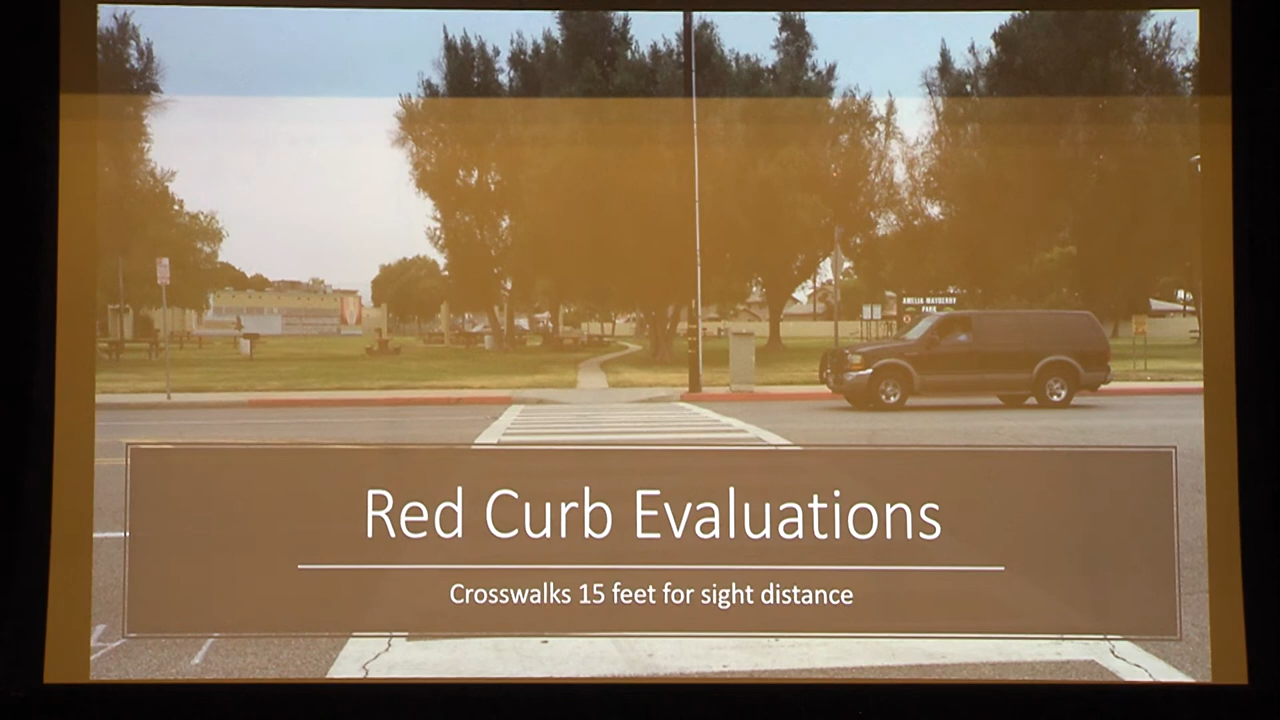 AMELIA MAYBERRY
PARK
Red Curb Evaluations
Crosswalks 15 feet for sight distance